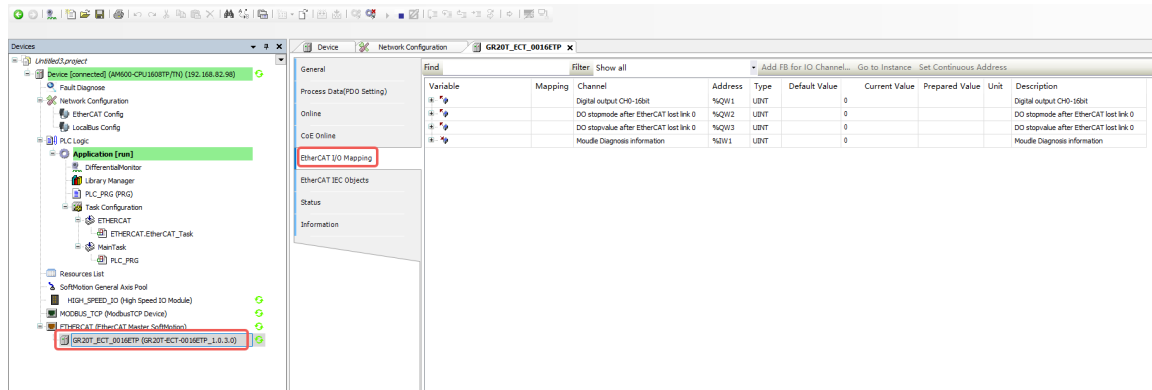 Devices
Device
Network Configuration
GR20T_ECT_0016ETP
Untitled3.project
Device [connected] (AM600-CPU1608TP/TN) (192.168.82.98)
Fault Diagnose
Network Configuration
EtherCAT Config
LocalBus Config
PLC Logic
Application [run]
DifferentialMonitor
Library Manager
PLC_PRG (PRG)
Task Configuration
ETHERCAT
ETHERCAT.EtherCAT_Task
MainTask
PLC_PRG
Resources List
SoftMotion General Axis Pool
HIGH_SPEED_IO (High Speed IO Module)
MODBUS_TCP (ModbusTCP Device)
ETHERCAT (EtherCAT Master SoftMotion)
GR20T_ECT_0016ETP (GR20T-ECT-0016ETP_1.0.3.0)
General
Process Data(PDO Setting)
Online
CoE Online
EtherCAT I/O Mapping
EtherCAT IEC Objects
Status
Information
Find Filter Show all Add FB for IO Channel... Go to Instance Set Continuous Address
Variable Mapping Channel Address Type Default Value Current Value Prepared Value Unit Description
Digital output CH0-16bit %QW1 UINT 0 Digital output CH0-16bit
DO stopmode after EtherCAT lost link 0 %QW2 UINT 0 DO stopmode after EtherCAT lost link 0
DO stopvalue after EtherCAT lost link 0 %QW3 UINT 0 DO stopvalue after EtherCAT lost link 0
Moudle Diagnosis information %IW1 UINT 0 Moudle Diagnosis information